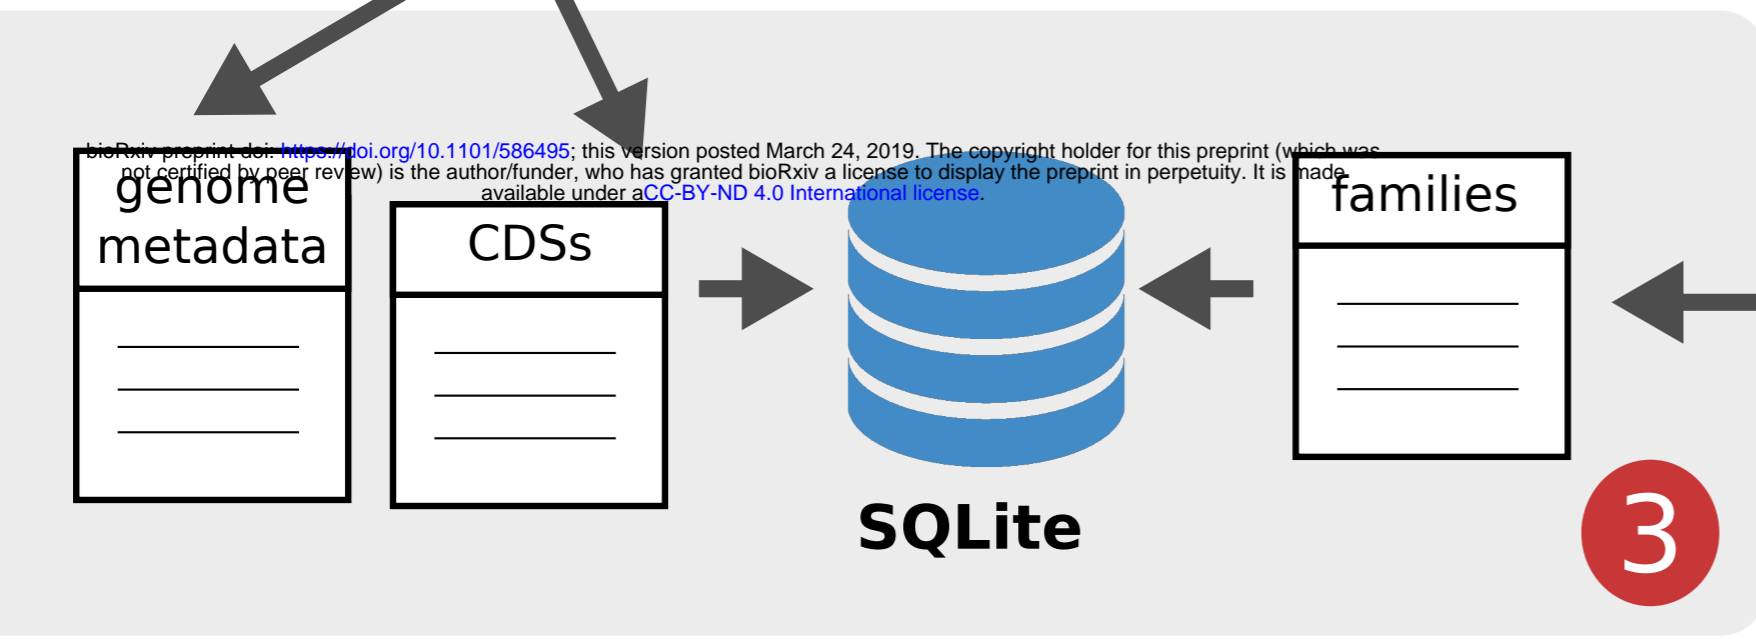 bioRxiv preprint doi: https://doi.org/10.1101/586495; this version posted March 24, 2019. The copyright holder for this preprint (which was
not certified by peer review) is the author/funder, who has granted bioRxiv a license to display the preprint in perpetuity. It is made
available under aCC-BY-ND 4.0 International license.
genome
metadata
CDSs
families
SQLite
3